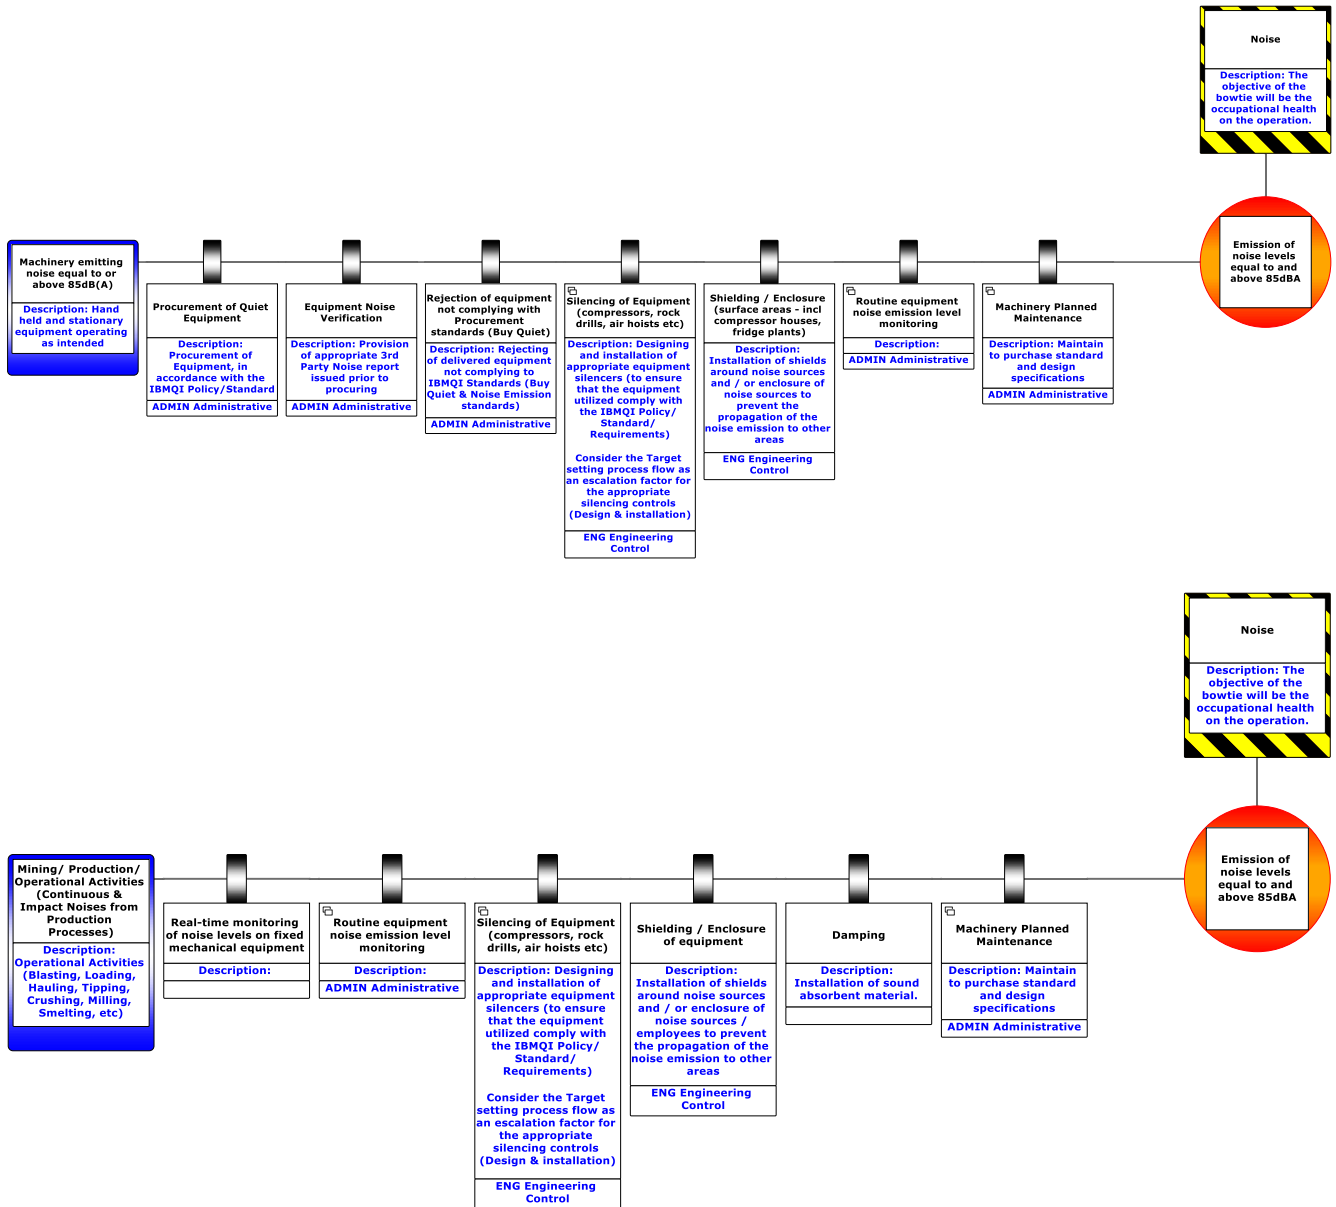 Noise
Description: The
objective of the
bowtie will be the
occupational health
on the operation.
Emission of
noise levels
equal to and
above 85dBA
Machinery emitting
noise equal to or
above 85dB(A)
Description: Hand
held and stationary
equipment operating
as intended
Procurement of Quiet
Equipment
Description:
Procurement of
Equipment, in
accordance with the
IBMQI Policy/Standard
ADMIN Administrative
Equipment Noise
Verification
Description: Provision
of appropriate 3rd
Party Noise report
issued prior to
procuring
ADMIN Administrative
Rejection of equipment
not complying with
Procurement
standards (Buy Quiet)
Description: Rejecting
of delivered equipment
not complying to
IBMQI Standards (Buy
Quiet & Noise Emission
standards)
ADMIN Administrative
Silencing of Equipment
(compressors, rock
drills, air hoists etc)
Description: Designing
and installation of
appropriate equipment
silencers (to ensure
that the equipment
utilized comply with
the IBMQI Policy/
Standard/
Requirements)
Consider the Target
setting process flow as
an escalation factor for
the appropriate
silencing controls
(Design & installation)
ENG Engineering
Control
Shielding / Enclosure
(surface areas - incl
compressor houses,
fridge plants)
Description:
Installation of shields
around noise sources
and / or enclosure of
noise sources to
prevent the
propagation of the
noise emission to other
areas
ENG Engineering
Control
Routine equipment
noise emission level
monitoring
Description:
ADMIN Administrative
Machinery Planned
Maintenance
Description: Maintain
to purchase standard
and design
specifications
ADMIN Administrative
Noise
Description: The
objective of the
bowtie will be the
occupational health
on the operation.
Emission of
noise levels
equal to and
above 85dBA
Mining/ Production/
Operational Activities
(Continuous &
Impact Noises from
Production
Processes)
Description:
Operational Activities
(Blasting, Loading,
Hauling, Tipping,
Crushing, Milling,
Smelting, etc)
Real-time monitoring
of noise levels on fixed
mechanical equipment
Description:
Routine equipment
noise emission level
monitoring
Description:
ADMIN Administrative
Silencing of Equipment
(compressors, rock
drills, air hoists etc)
Description: Designing
and installation of
appropriate equipment
silencers (to ensure
that the equipment
utilized comply with
the IBMQI Policy/
Standard/
Requirements)
Consider the Target
setting process flow as
an escalation factor for
the appropriate
silencing controls
(Design & installation)
ENG Engineering
Control
Shielding / Enclosure
of equipment
Description:
Installation of shields
around noise sources
and / or enclosure of
noise sources /
employees to prevent
the propagation of the
noise emission to other
areas
ENG Engineering
Control
Damping
Description:
Installation of sound
absorbent material.
Machinery Planned
Maintenance
Description: Maintain
to purchase standard
and design
specifications
ADMIN Administrative